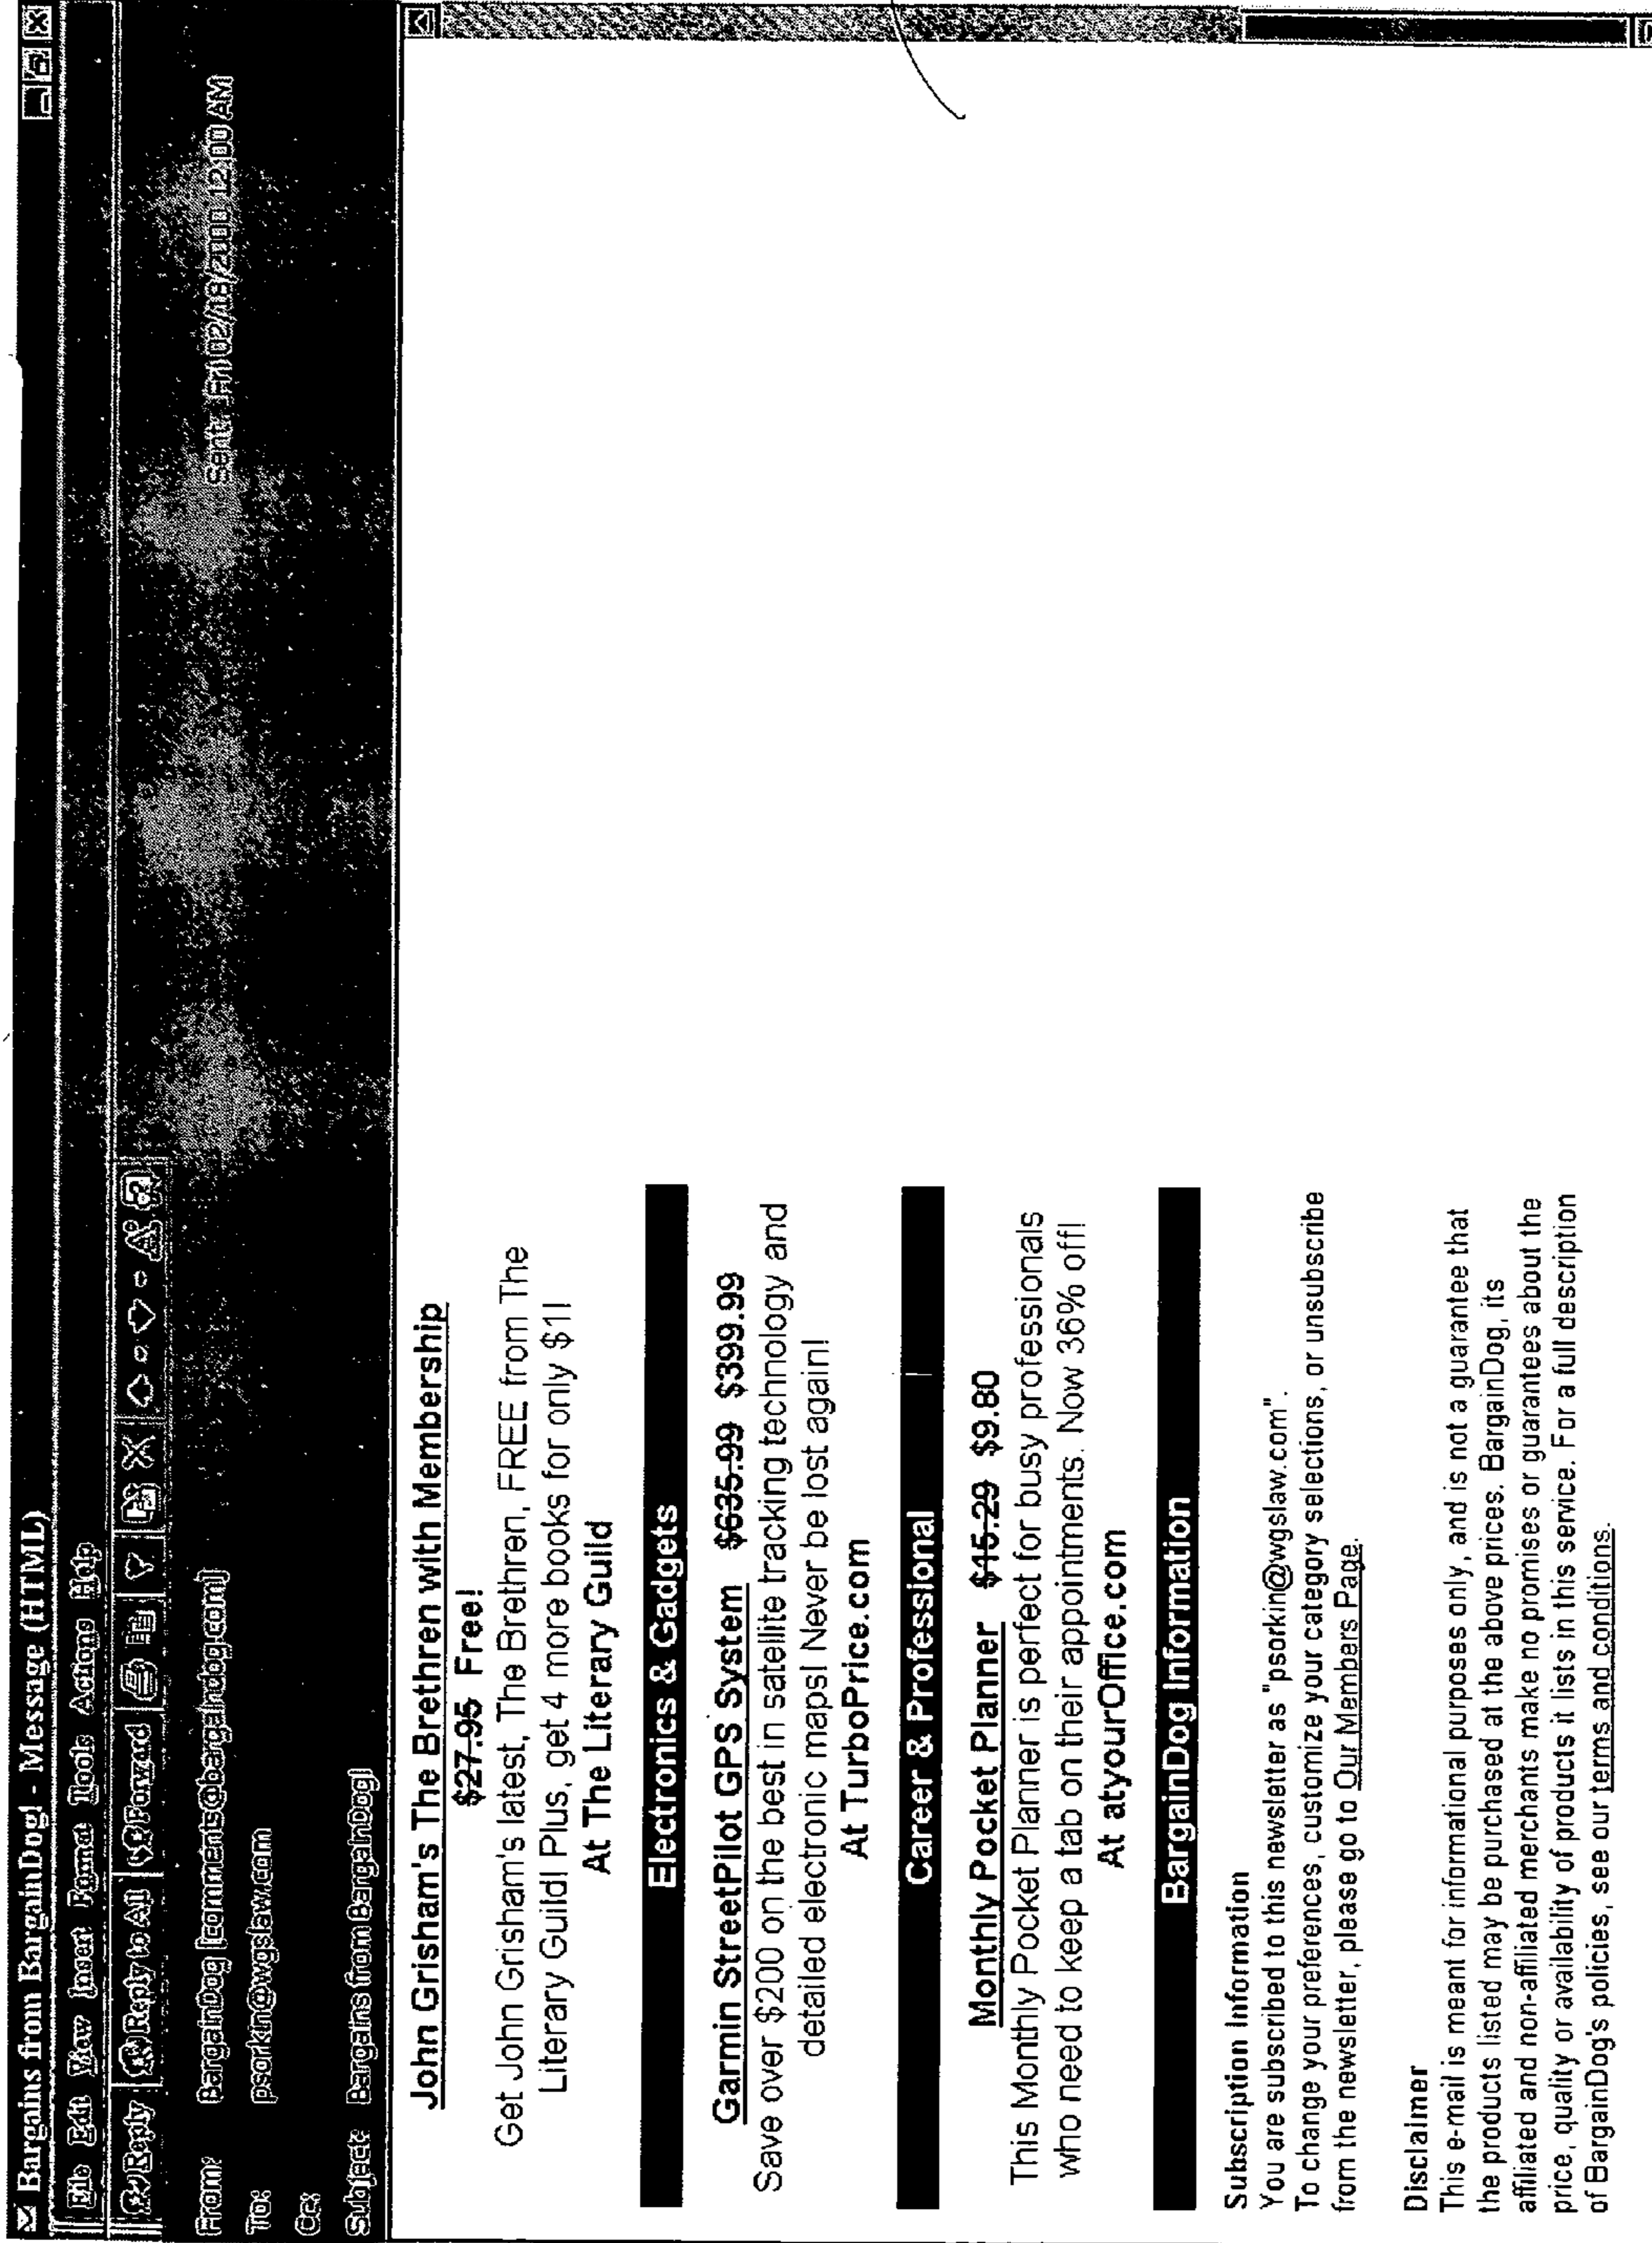 Bargains from BargainDog! - Message (HTML)
File Edit View Insert Format Tools Actions Help
Reply Reply to All Forward
From: BargainDog [comments@bargaindog.com] Sent: Fri 02/18/2000 12:00 AM
To: psorkin@wgslaw.com
Cc:
Subject: Bargains from BargainDog!
John Grisham's The Brethren with Membership
$27.95 Free!
Get John Grisham's latest, The Brethren, FREE from The
Literary Guild! Plus, get 4 more books for only $1!
At The Literary Guild
Electronics & Gadgets
Garmin StreetPilot GPS System $635.99 $399.99
Save over $200 on the best in satellite tracking technology and
detailed electronic maps! Never be lost again!
At TurboPrice.com
Career & Professional
Monthly Pocket Planner $15.29 $9.80
This Monthly Pocket Planner is perfect for busy professionals
who need to keep a tab on their appointments. Now 36% off!
At atyourOffice.com
BargainDog Information
Subscription Information
You are subscribed to this newsletter as "psorkin@wgslaw.com".
To change your preferences, customize your category selections, or unsubscribe
from the newsletter, please go to Our Members Page.
Disclaimer
This e-mail is meant for informational purposes only, and is not a guarantee that
the products listed may be purchased at the above prices. BargainDog, its
affiliated and non-affiliated merchants make no promises or guarantees about the
price, quality or availability of products it lists in this service. For a full description
of BargainDog's policies, see our terms and conditions.